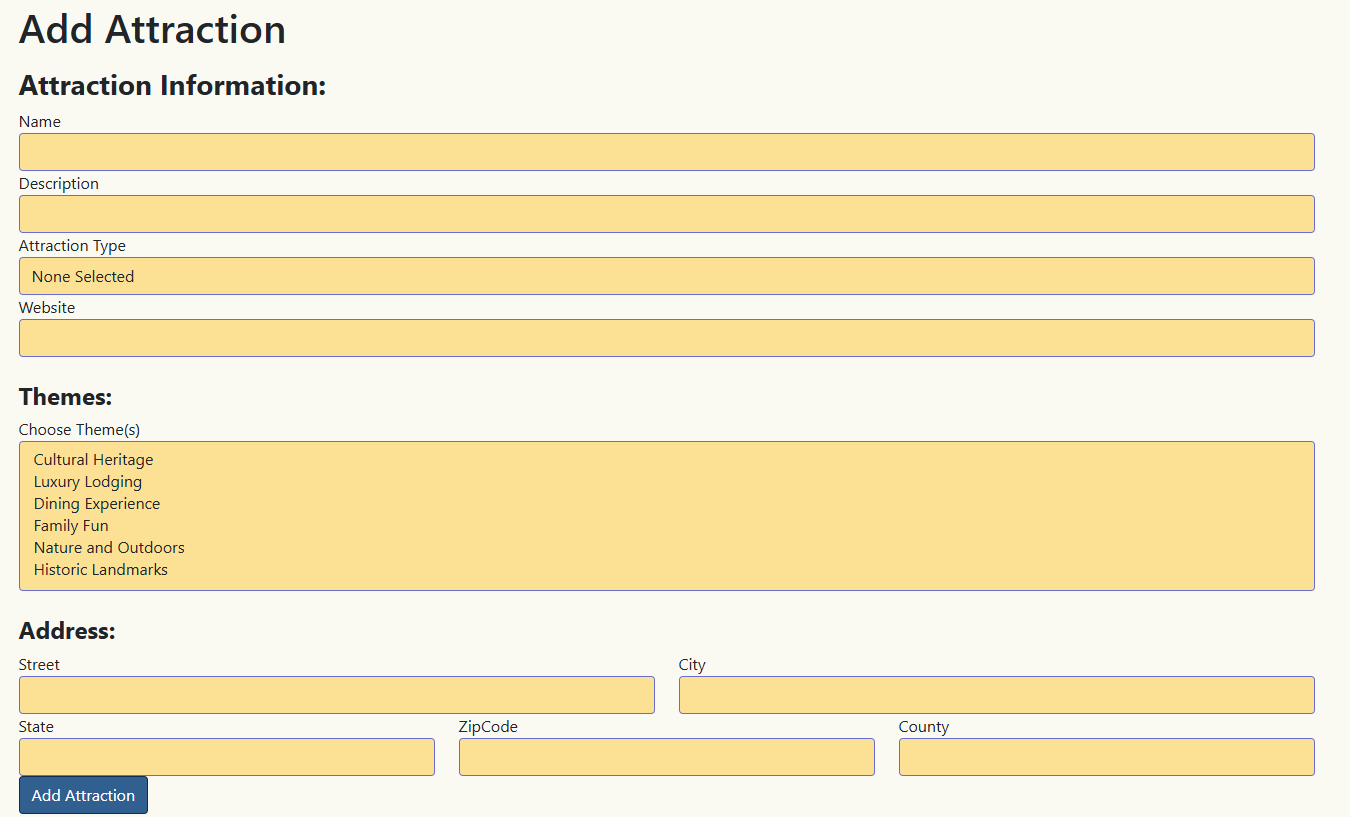 Add Attraction
Attraction Information:
Name
Description
Attraction Type
None Selected
Website
Themes:
Choose Theme(s)
Cultural Heritage
Luxury Lodging
Dining Experience
Family Fun
Nature and Outdoors
Historic Landmarks
Address:
Street City
State ZipCode County
Add Attraction